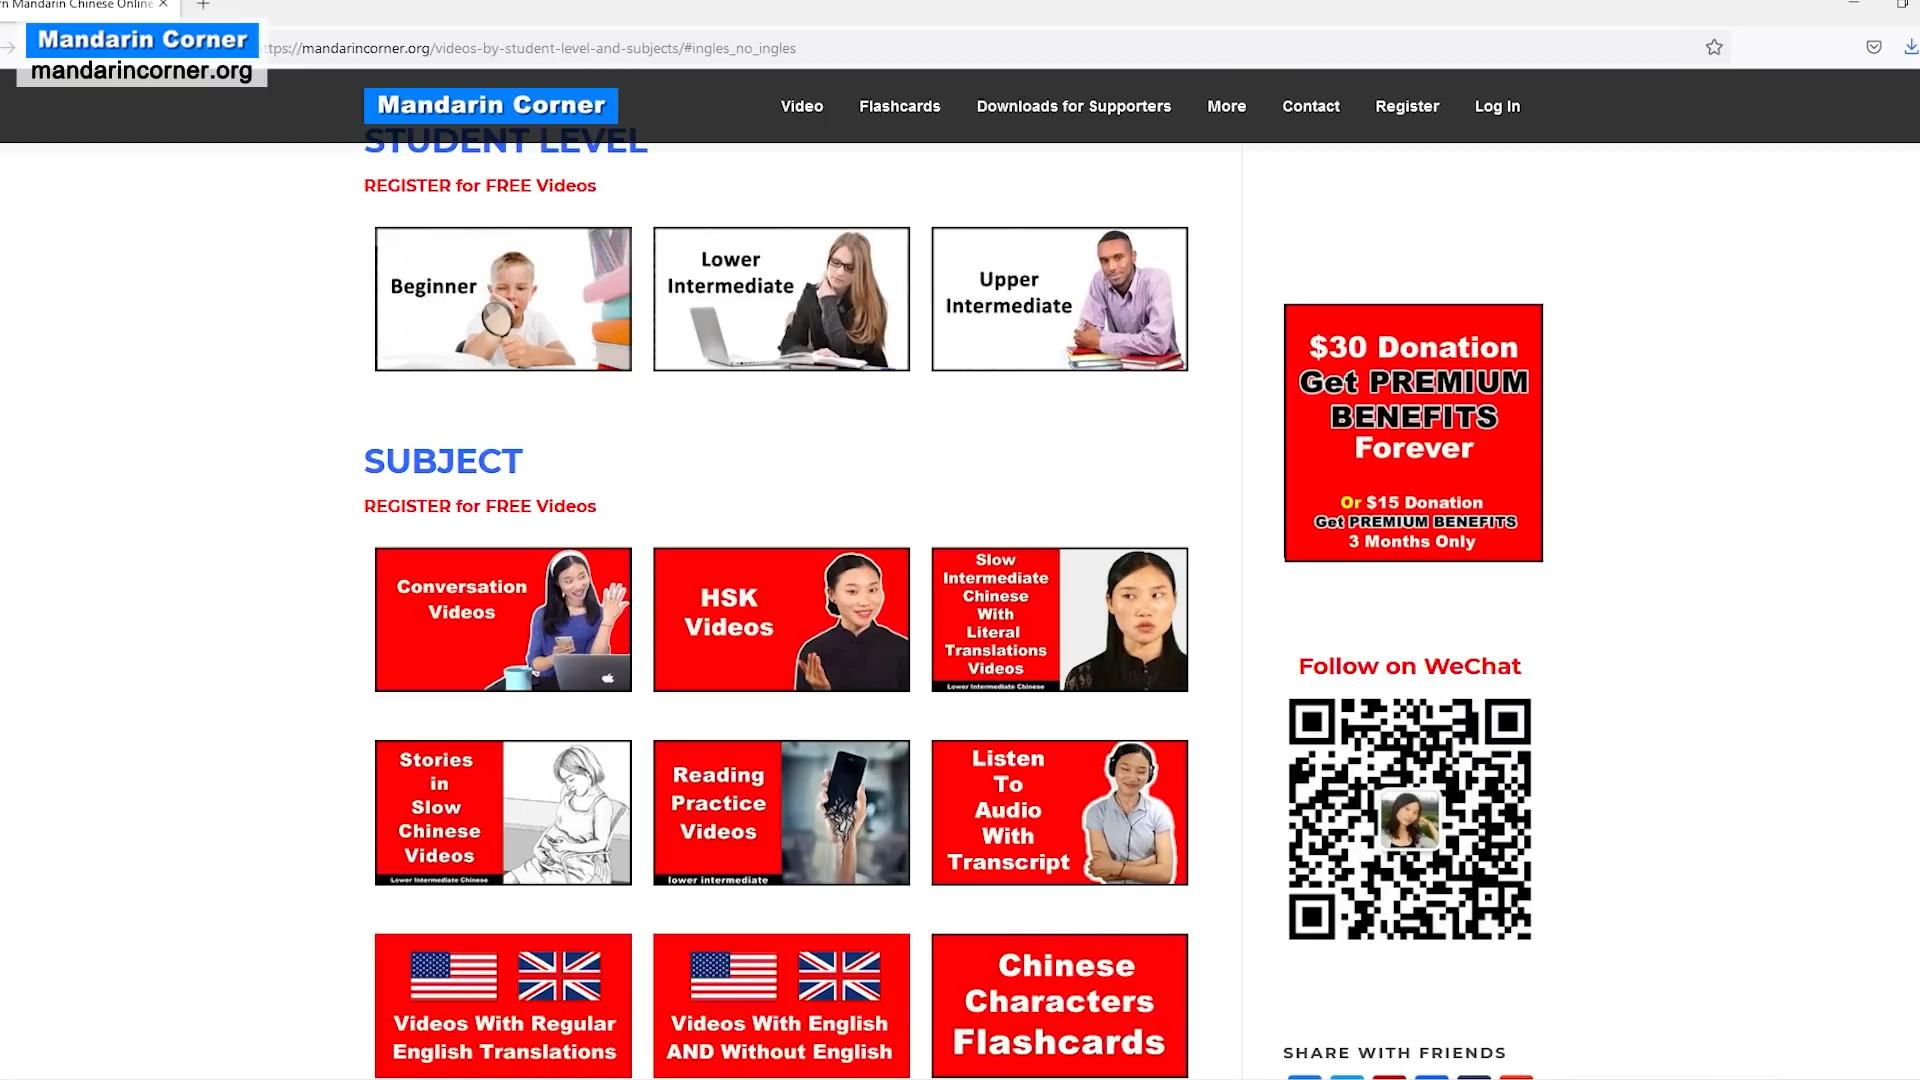 n Mandarin Chinese Online
Mandarin Corner
mandarincorner.org
ttps://mandarincorner.org/videos-by-student-level-and-subjects/#ingles_no_ingles
Mandarin Corner
Video
Flashcards
Downloads for Supporters
More
Contact
Register
Log In
STUDENT LEVEL
REGISTER for FREE Videos
Beginner
Lower
Intermediate
Upper
Intermediate
SUBJECT
REGISTER for FREE Videos
Conversation
Videos
HSK
Videos
Slow
Intermediate
Chinese
With
Literal
Translations
Videos
Lower Intermediate Chinese
Stories
in
Slow
Chinese
Videos
Lower Intermediate Chinese
Reading
Practice
Videos
lower intermediate
Listen
To
Audio
With
Transcript
Videos With Regular
English Translations
Videos With English
AND Without English
Chinese
Characters
Flashcards
$30 Donation
Get PREMIUM
BENEFITS
Forever
Or $15 Donation
Get PREMIUM BENEFITS
3 Months Only
Follow on WeChat
SHARE WITH FRIENDS